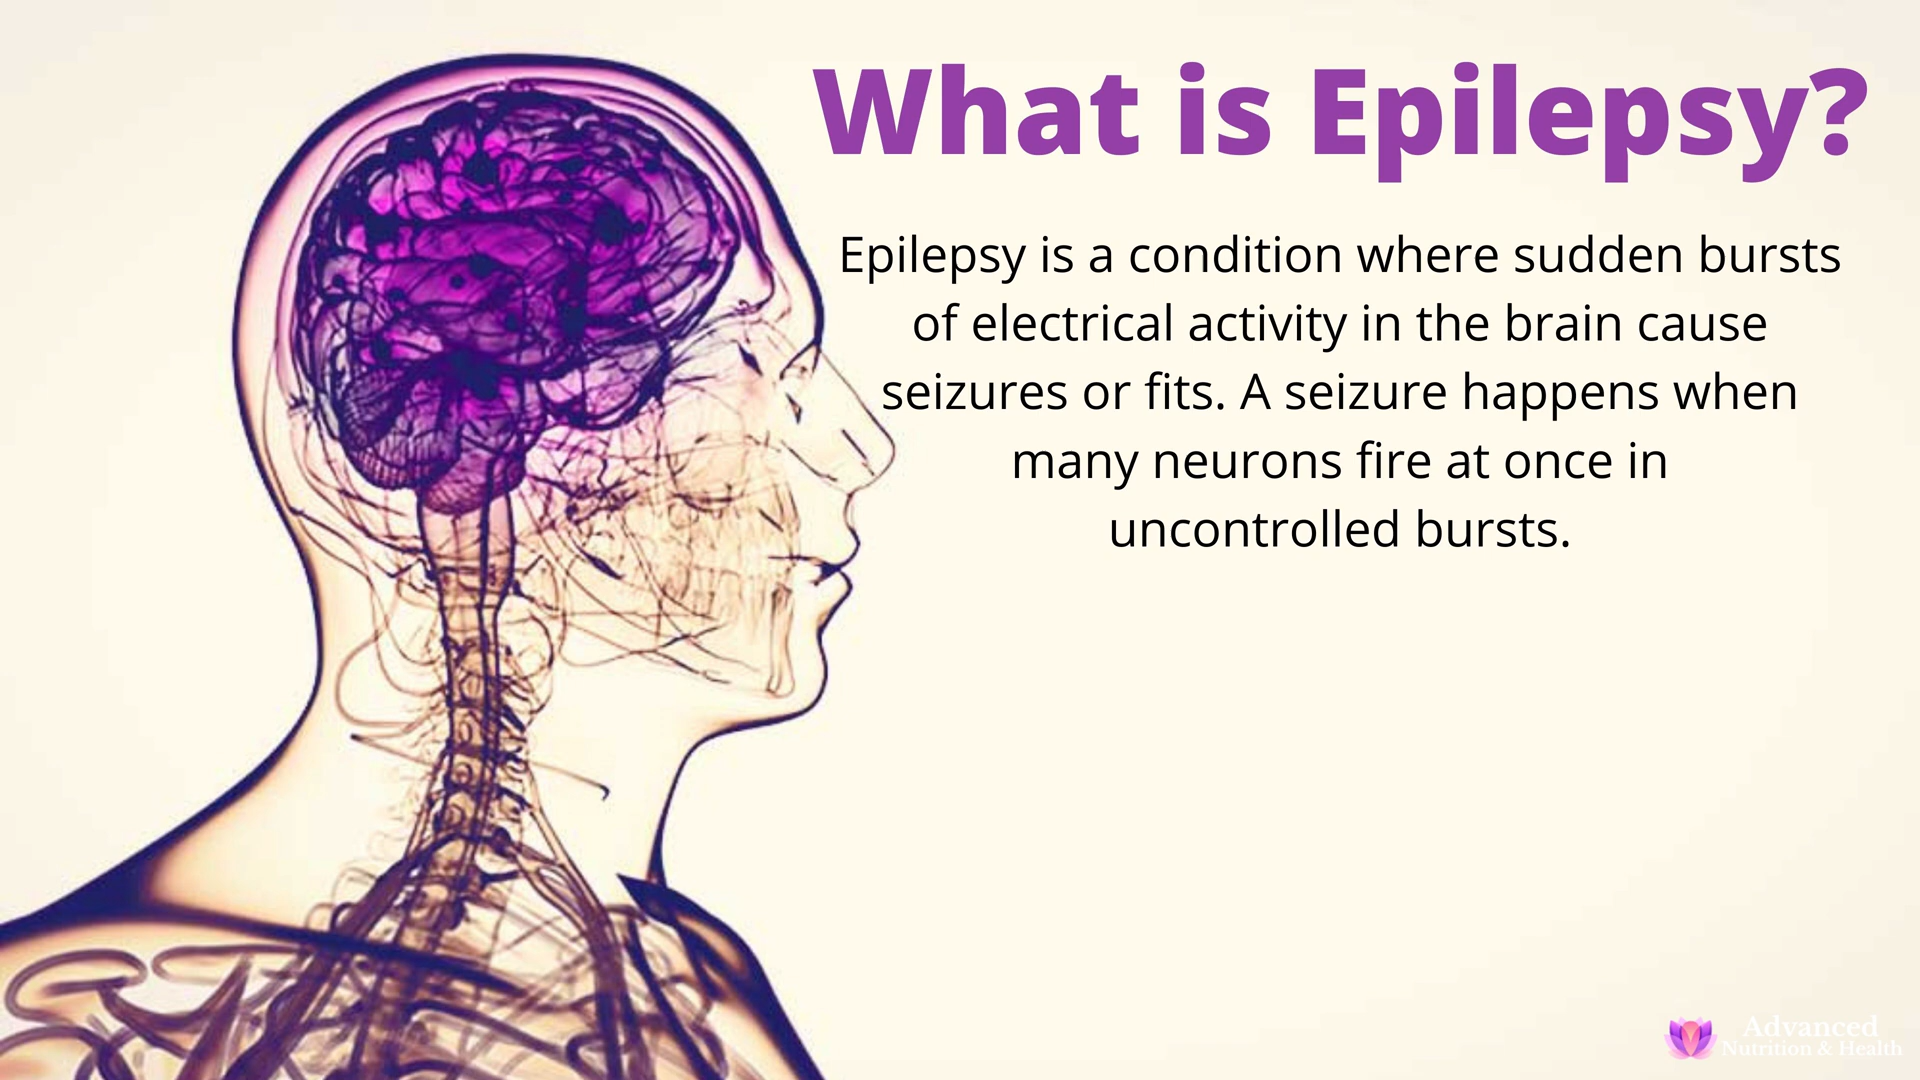 What is Epilepsy?
Epilepsy is a condition where sudden bursts
of electrical activity in the brain cause
seizures or fits. A seizure happens when
many neurons fire at once in
uncontrolled bursts.
Advanced
Nutrition & Health